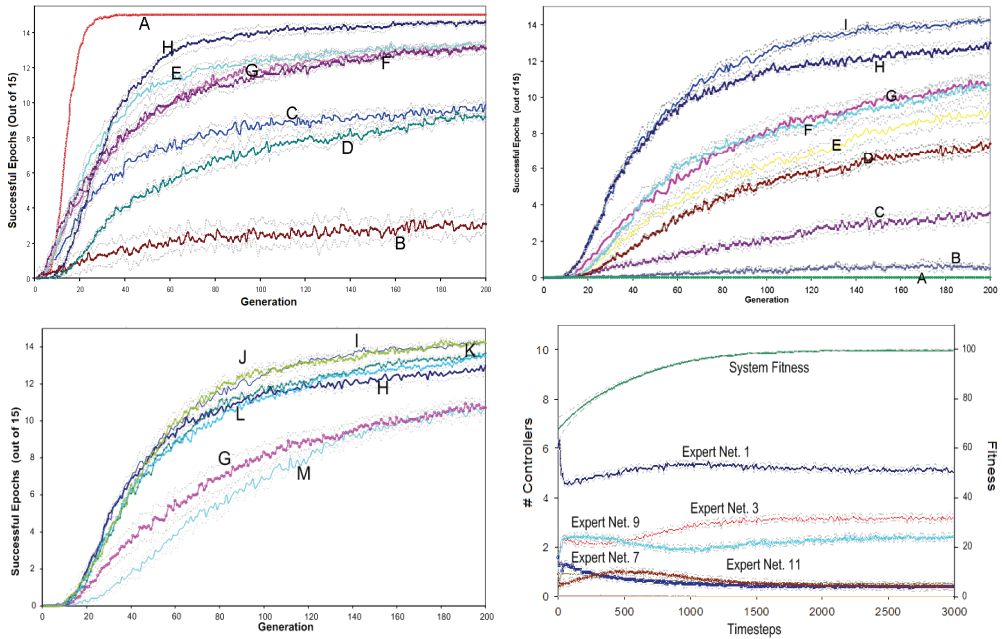 Successful Epochs (Out of 15)
14
12
10
8
6
4
2
0
A
H
E
G
F
C
D
B
0 20 40 60 80 100 120 140 160 180 200
Generation
Successful Epochs (out of 15)
14
12
10
8
6
4
2
0
I
H
G
F
E
D
C
B
A
0 20 40 60 80 100 120 140 160 180 200
Generation
Successful Epochs (out of 15)
14
12
10
8
6
4
2
0
J
I
K
H
L
G
M
0 20 40 60 80 100 120 140 160 180 200
Generation
# Controllers
10
8
6
4
2
0
System Fitness
Expert Net. 1
Expert Net. 3
Expert Net. 9
Expert Net. 7
Expert Net. 11
100
80
60
40
20
0
Fitness
0 500 1000 1500 2000 2500 3000
Timesteps